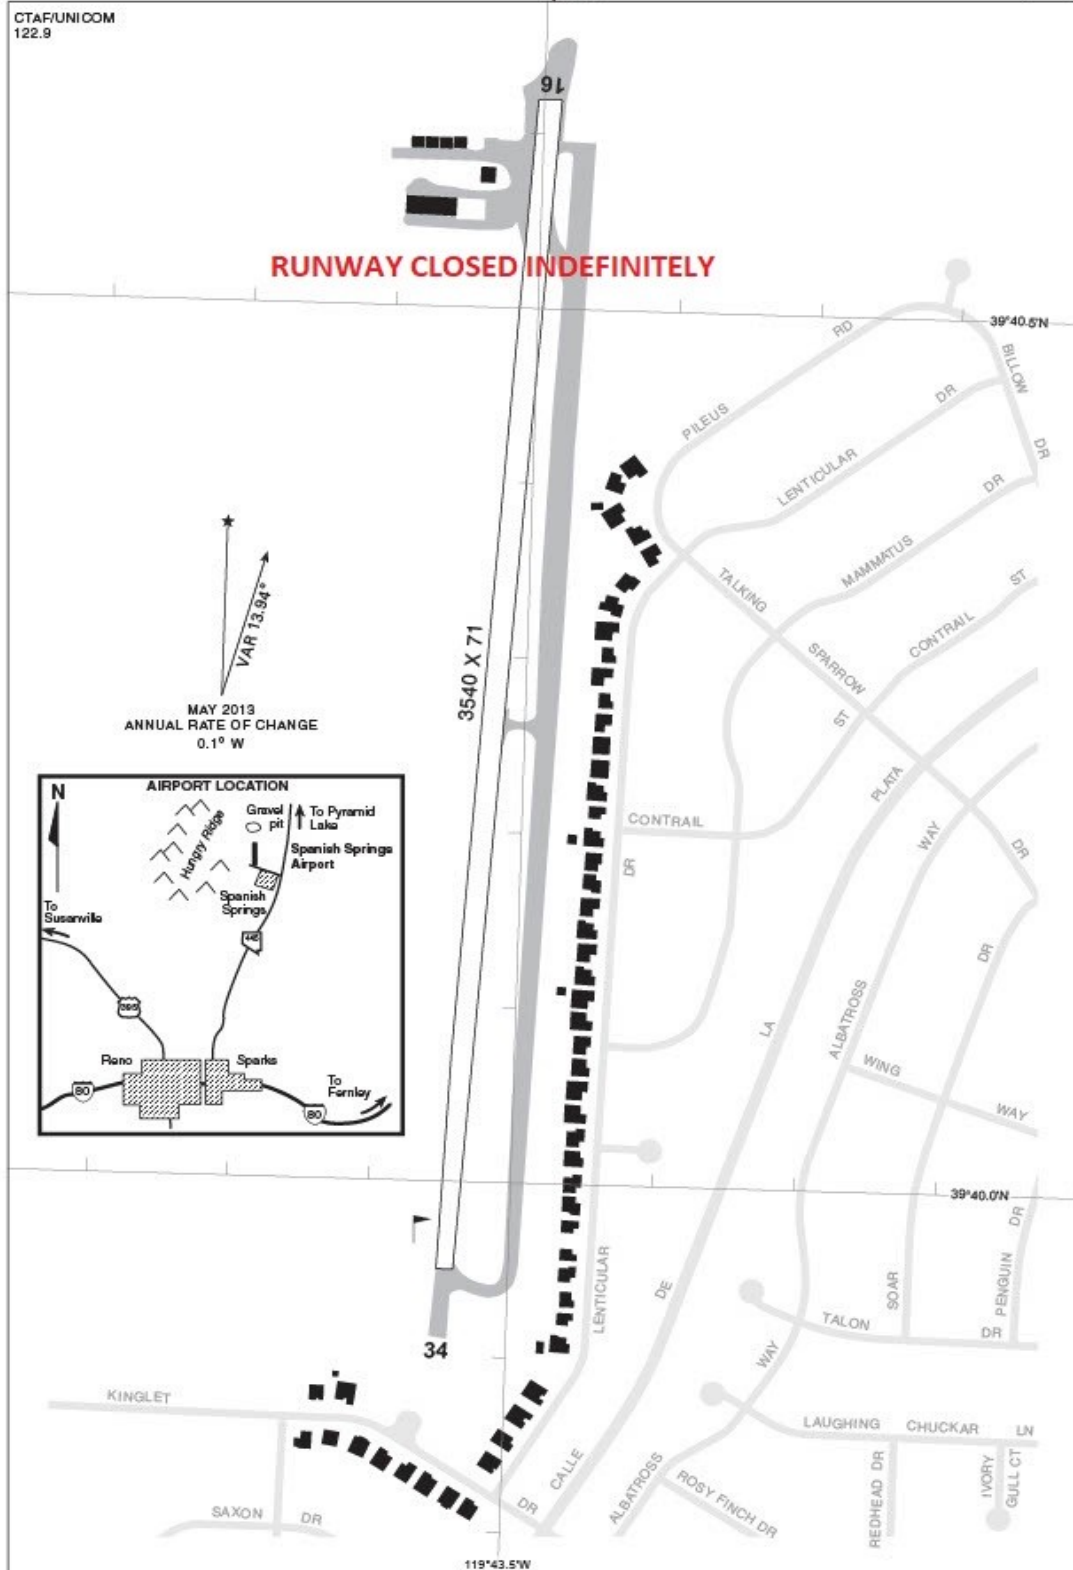 CTAF/UNICOM
122.9
16
RUNWAY CLOSED INDEFINITELY
39°40.5'N
PILEUS
RD
BILLOW
DR
LENTICULAR
DR
MAMMATUS
DR
TALKING
SPARROW
DR
CONTRAIL
ST
ST
CONTRAIL
VAR 13.94°
MAY 2013
ANNUAL RATE OF CHANGE
0.1° W
3540 X 71
AIRPORT LOCATION
N
Hungry Ridge
Gravel
pit
To Pyramid
Lake
Spanish Springs
Airport
Spanish
Springs
To
Susanville
445
395
Reno
Sparks
80
80
To
Fernley
DR
LENTICULAR
CALLE
DE
LA
PLATA
ALBATROSS
WAY
DR
WING
WAY
39°40.0'N
SOAR
PENGUIN
DR
TALON
DR
WAY
ALBATROSS
34
KINGLET
DR
SAXON
DR
LAUGHING
CHUCKAR
LN
ROSY FINCH DR
REDHEAD DR
IVORY
GULL CT
119°43.5'W